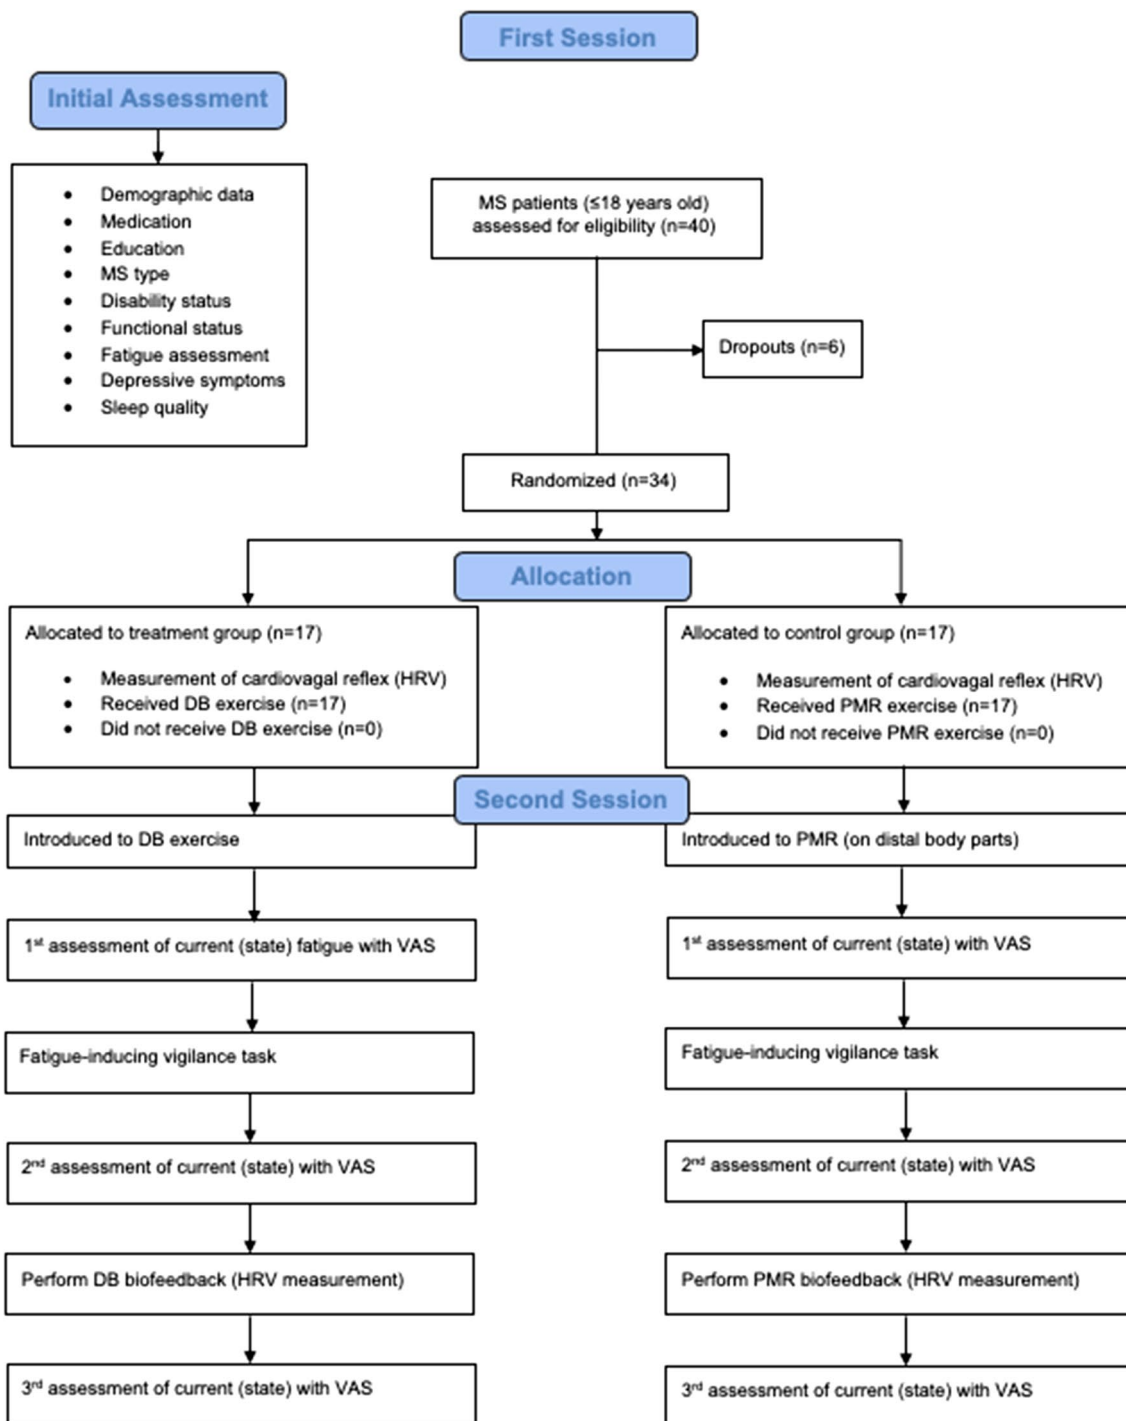 First Session
Initial Assessment
• Demographic data
• Medication
• Education
• MS type
• Disability status
• Functional status
• Fatigue assessment
• Depressive symptoms
• Sleep quality
MS patients (≤18 years old)
assessed for eligibility (n=40)
Dropouts (n=6)
Randomized (n=34)
Allocation
Allocated to treatment group (n=17)
• Measurement of cardiovagal reflex (HRV)
• Received DB exercise (n=17)
• Did not receive DB exercise (n=0)
Allocated to control group (n=17)
• Measurement of cardiovagal reflex (HRV)
• Received PMR exercise (n=17)
• Did not receive PMR exercise (n=0)
Second Session
Introduced to DB exercise
1st assessment of current (state) fatigue with VAS
Fatigue-inducing vigilance task
2nd assessment of current (state) with VAS
Perform DB biofeedback (HRV measurement)
3rd assessment of current (state) with VAS
Introduced to PMR (on distal body parts)
1st assessment of current (state) with VAS
Fatigue-inducing vigilance task
2nd assessment of current (state) with VAS
Perform PMR biofeedback (HRV measurement)
3rd assessment of current (state) with VAS